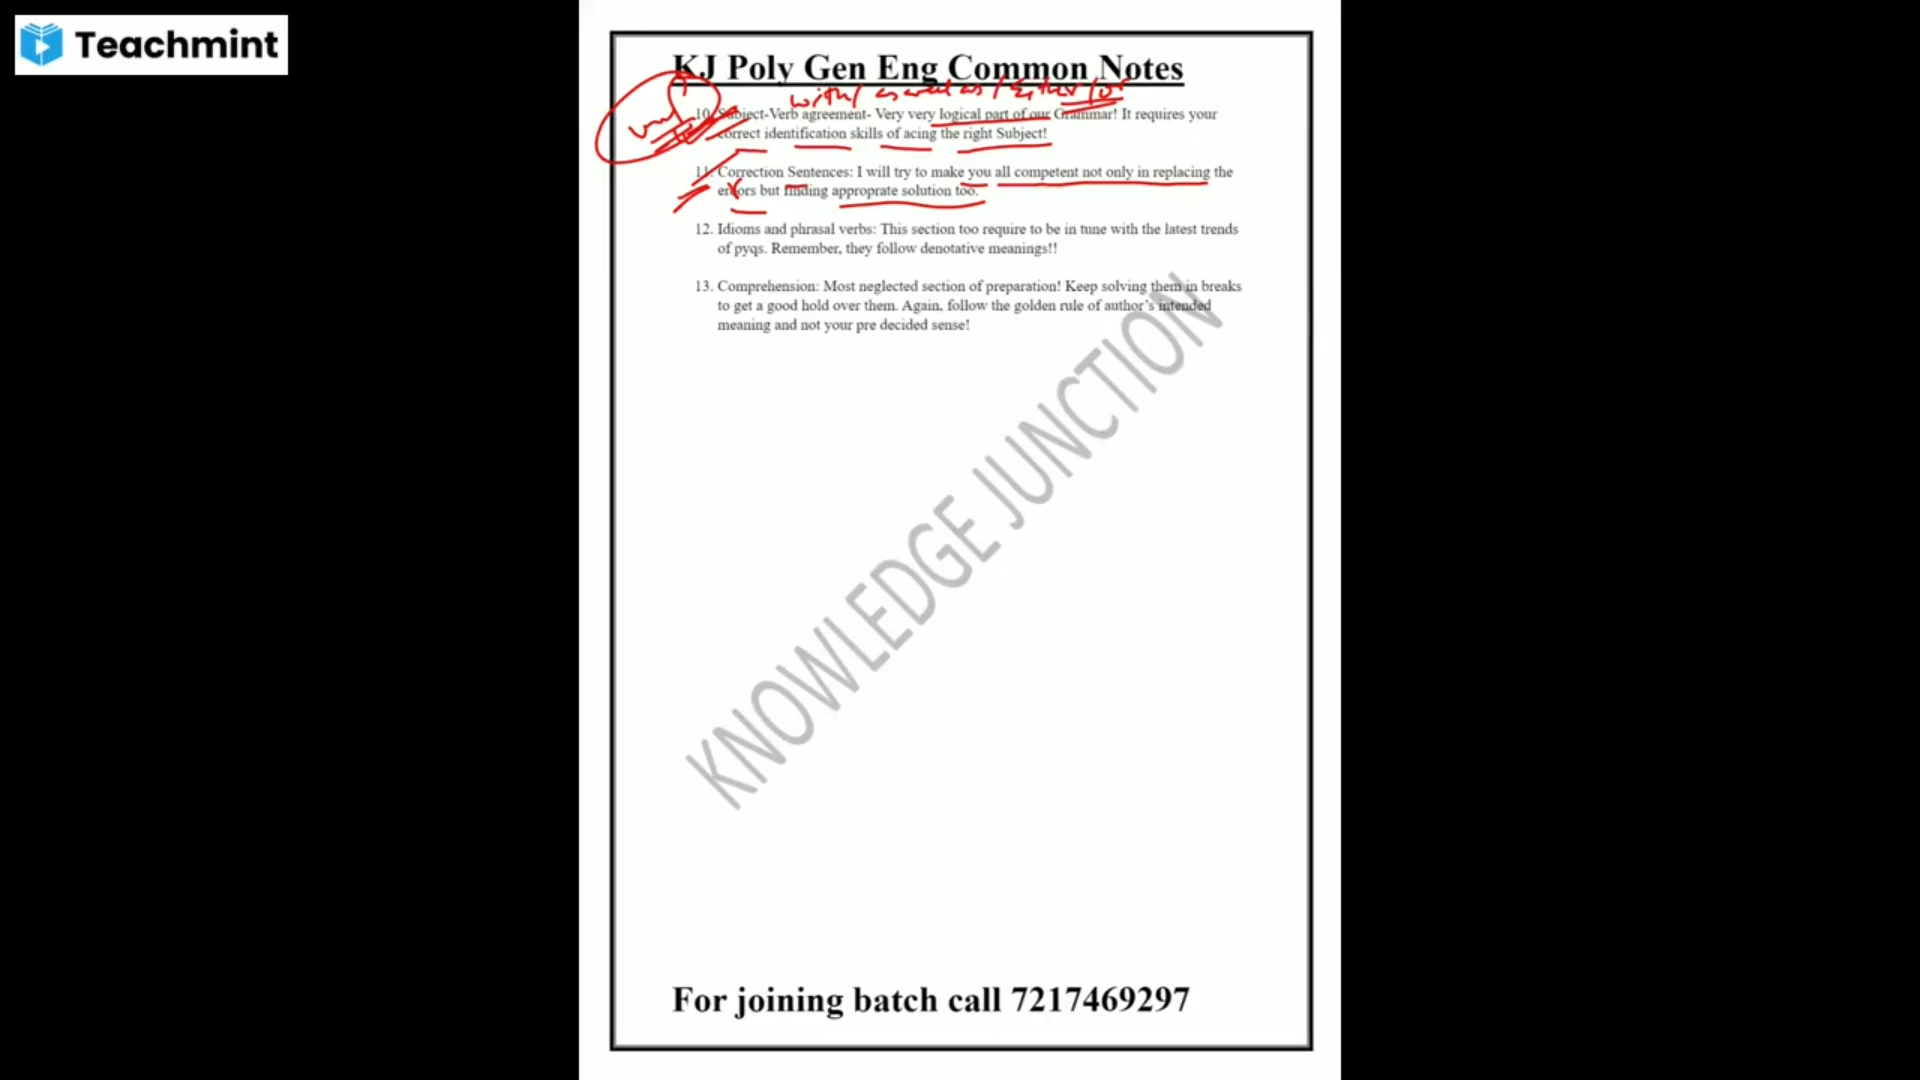 Teachmint
KJ Poly Gen Eng Common Notes
with/ as well as / Either/or
10. Subject-Verb agreement- Very very logical part of our Grammar! It requires your
correct identification skills of acing the right Subject!
11. Correction Sentences: I will try to make you all competent not only in replacing the
errors but finding approprate solution too.
12. Idioms and phrasal verbs: This section too require to be in tune with the latest trends
of pyqs. Remember, they follow denotative meanings!!
13. Comprehension: Most neglected section of preparation! Keep solving them in breaks
to get a good hold over them. Again, follow the golden rule of author's intended
meaning and not your pre decided sense!
KNOWLEDGE JUNCTION
For joining batch call 7217469297